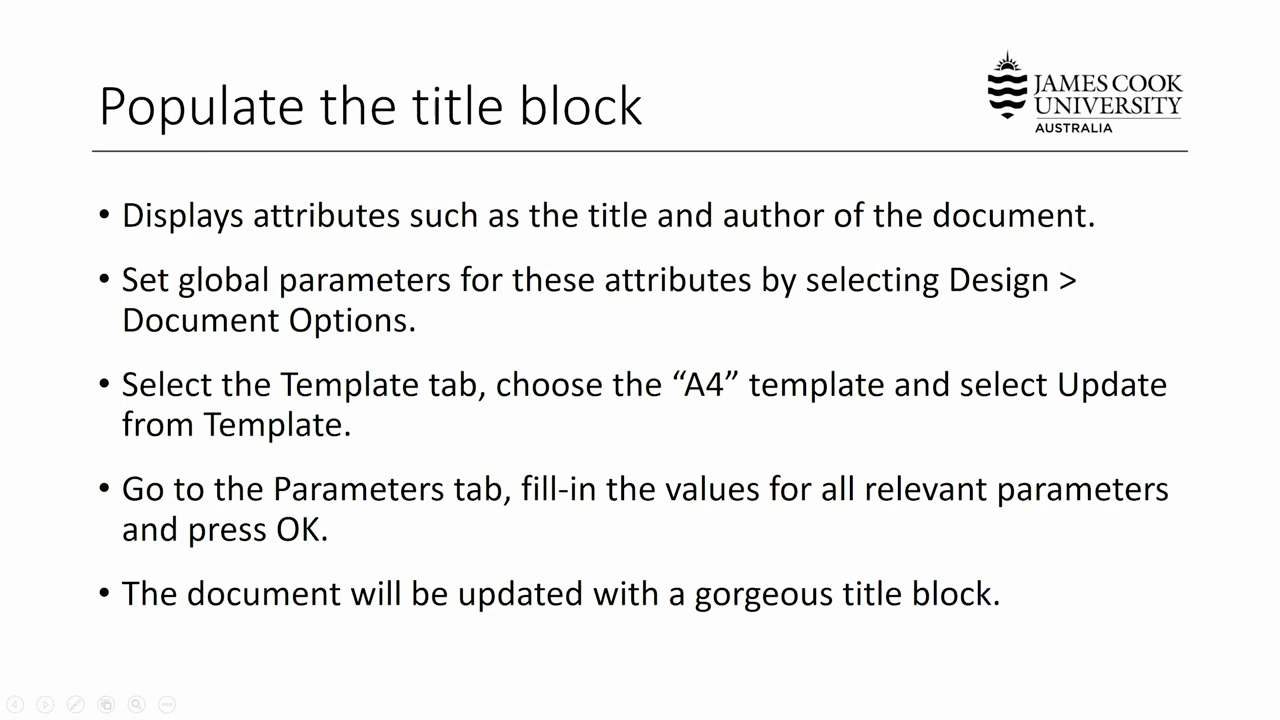 Populate the title block
JAMES COOK
UNIVERSITY
AUSTRALIA
• Displays attributes such as the title and author of the document.
• Set global parameters for these attributes by selecting Design >
Document Options.
• Select the Template tab, choose the “A4” template and select Update
from Template.
• Go to the Parameters tab, fill-in the values for all relevant parameters
and press OK.
• The document will be updated with a gorgeous title block.